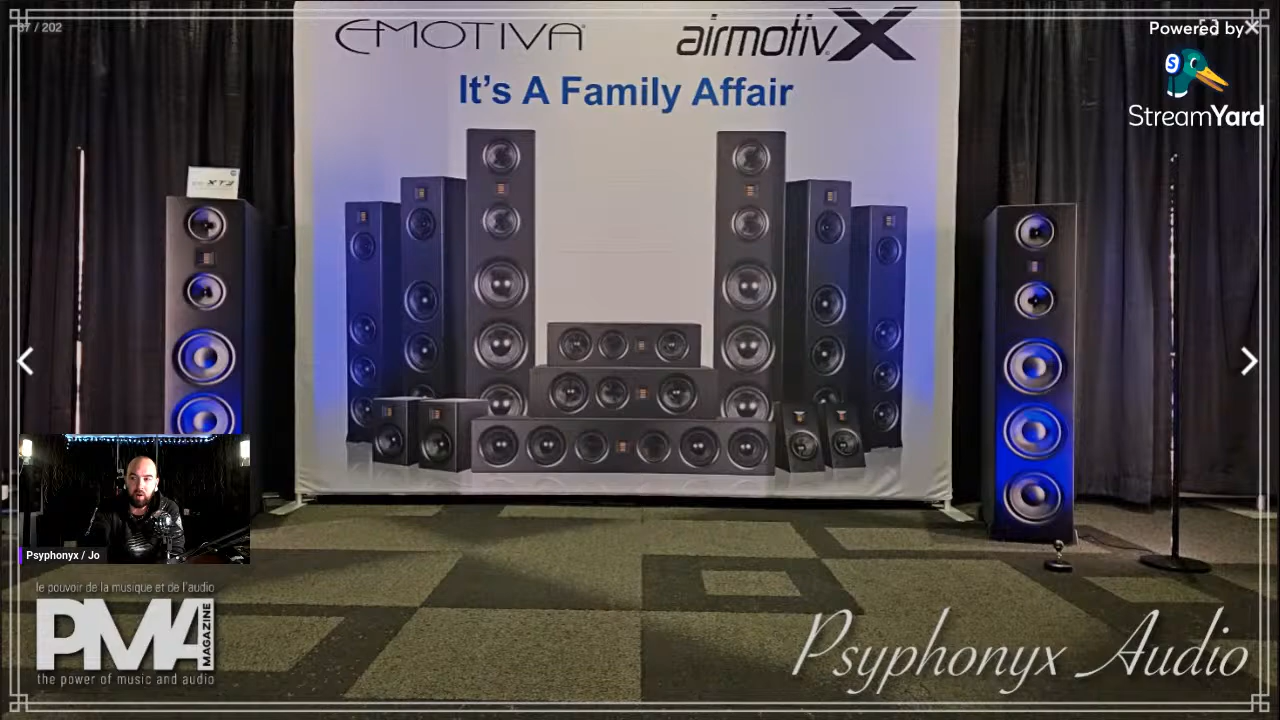 37 / 202
EMOTIVA
airmotivX
It's A Family Affair
Powered by
StreamYard
XT3
Psyphonyx / Jo
le pouvoir de la musique et de l'audio
PMA
MAGAZINE
the power of music and audio
Psyphonyx Audio